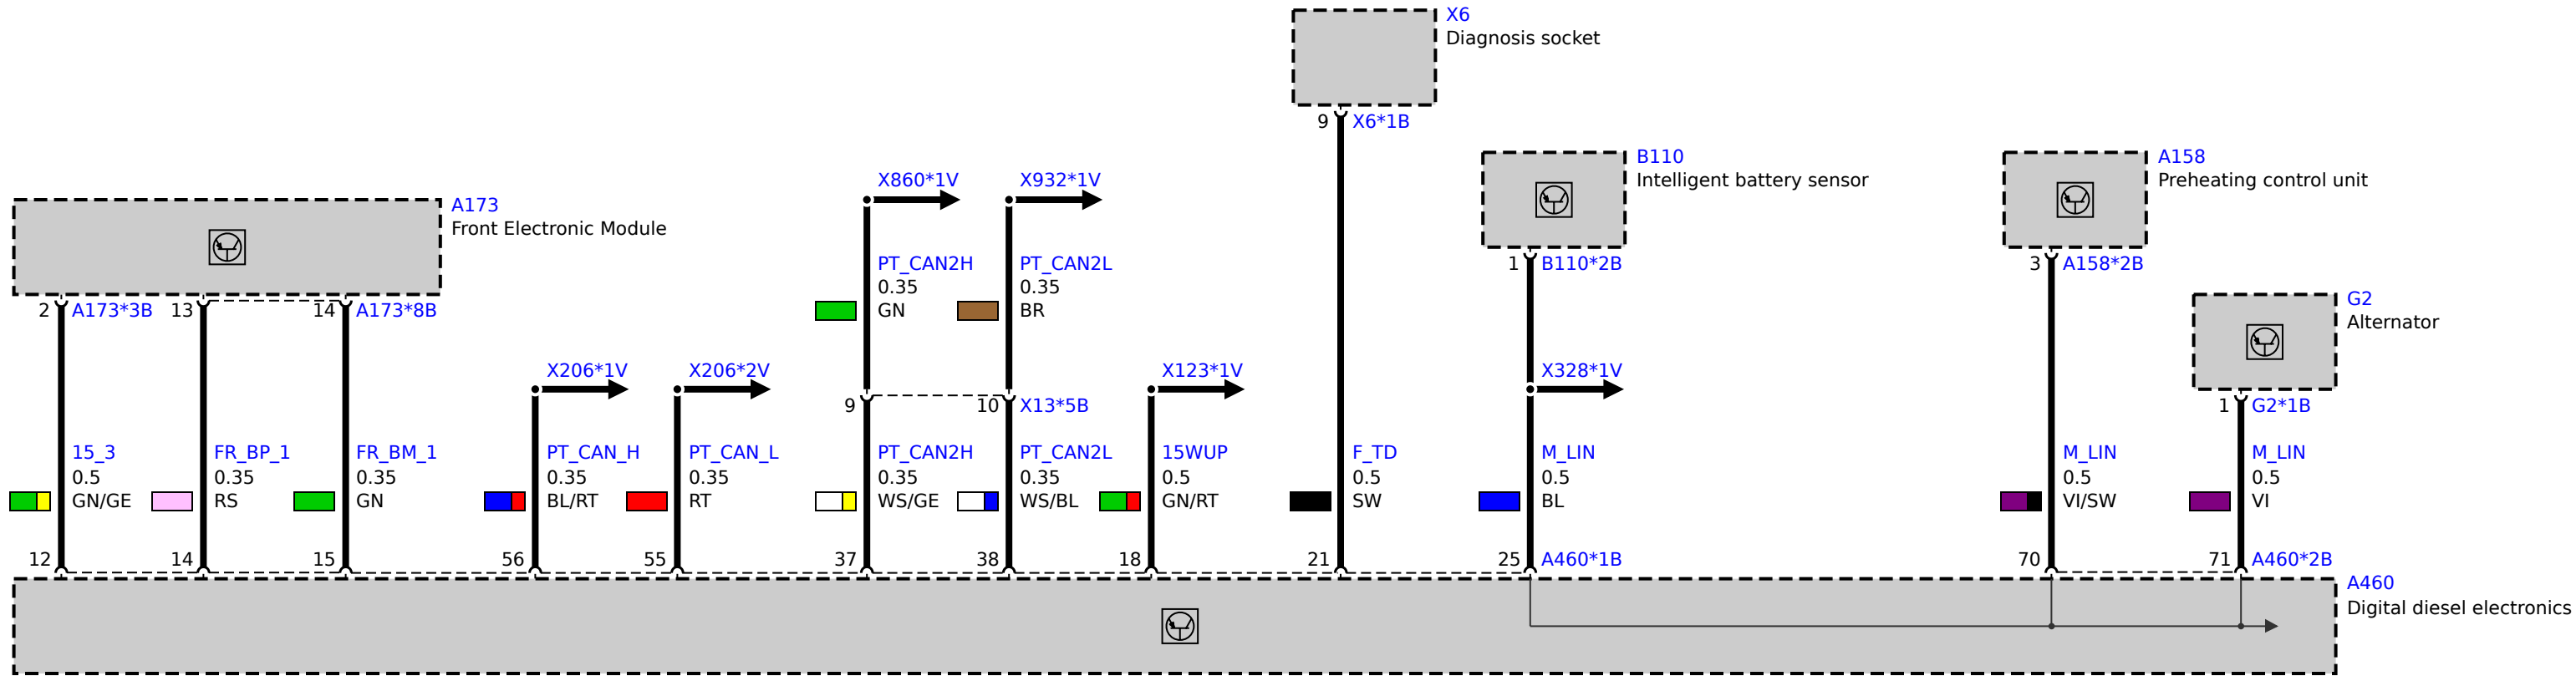 X6
Diagnosis socket
9 X6*1B
B110
Intelligent battery sensor
A158
Preheating control unit
X860*1V X932*1V
A173
Front Electronic Module
PT_CAN2H PT_CAN2L
0.35 0.35
GN BR
1 B110*2B
3 A158*2B
2 A173*3B 13 14 A173*8B
G2
Alternator
X206*1V X206*2V X123*1V X328*1V
9 10 X13*5B
1 G2*1B
15_3 FR_BP_1 FR_BM_1 PT_CAN_H PT_CAN_L PT_CAN2H PT_CAN2L 15WUP F_TD M_LIN M_LIN M_LIN
0.5 0.35 0.35 0.35 0.35 0.35 0.35 0.5 0.5 0.5 0.5 0.5
GN/GE RS GN BL/RT RT WS/GE WS/BL GN/RT SW BL VI/SW VI
12 14 15 56 55 37 38 18 21 25 A460*1B 70 71 A460*2B
A460
Digital diesel electronics